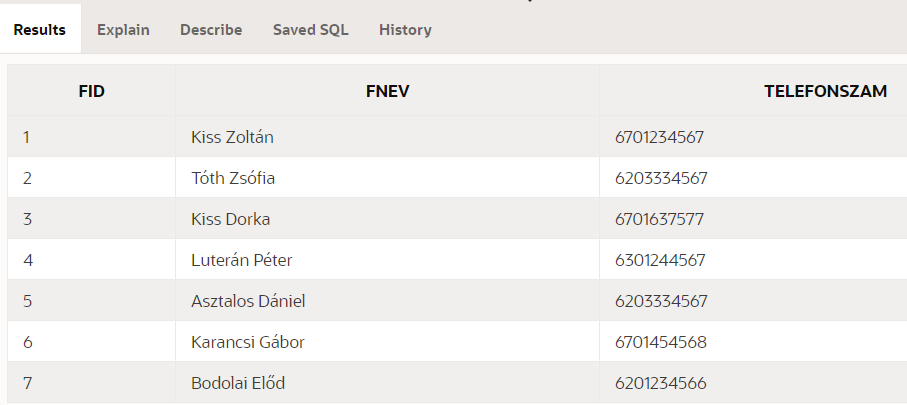 Results Explain Describe Saved SQL History
FID FNEV TELEFONSZAM
1 Kiss Zoltán 6701234567
2 Tóth Zsófia 6203334567
3 Kiss Dorka 6701637577
4 Luterán Péter 6301244567
5 Asztalos Dániel 6203334567
6 Karancsi Gábor 6701454568
7 Bodolai Előd 6201234566